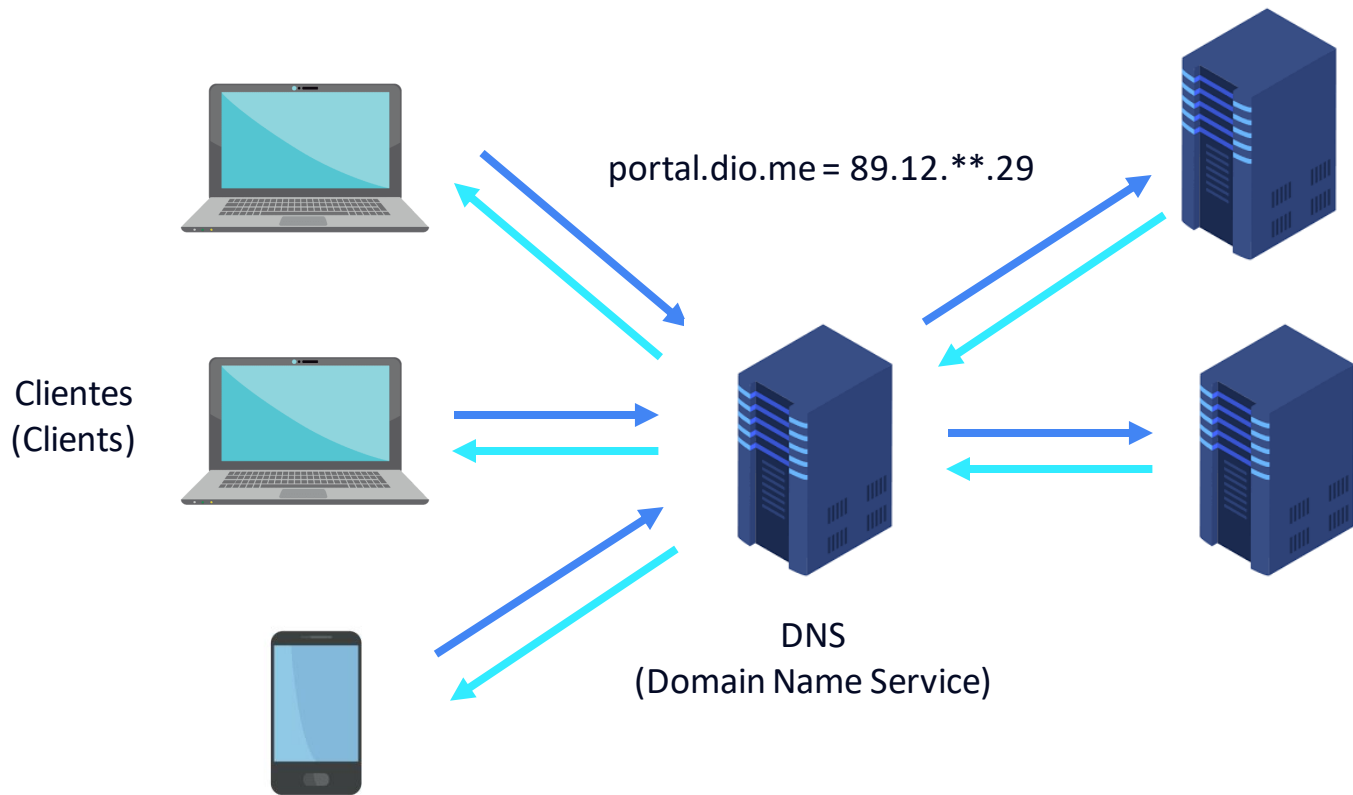 portal.dio.me = 89.12.**.29
Clientes
(Clients)
DNS
(Domain Name Service)